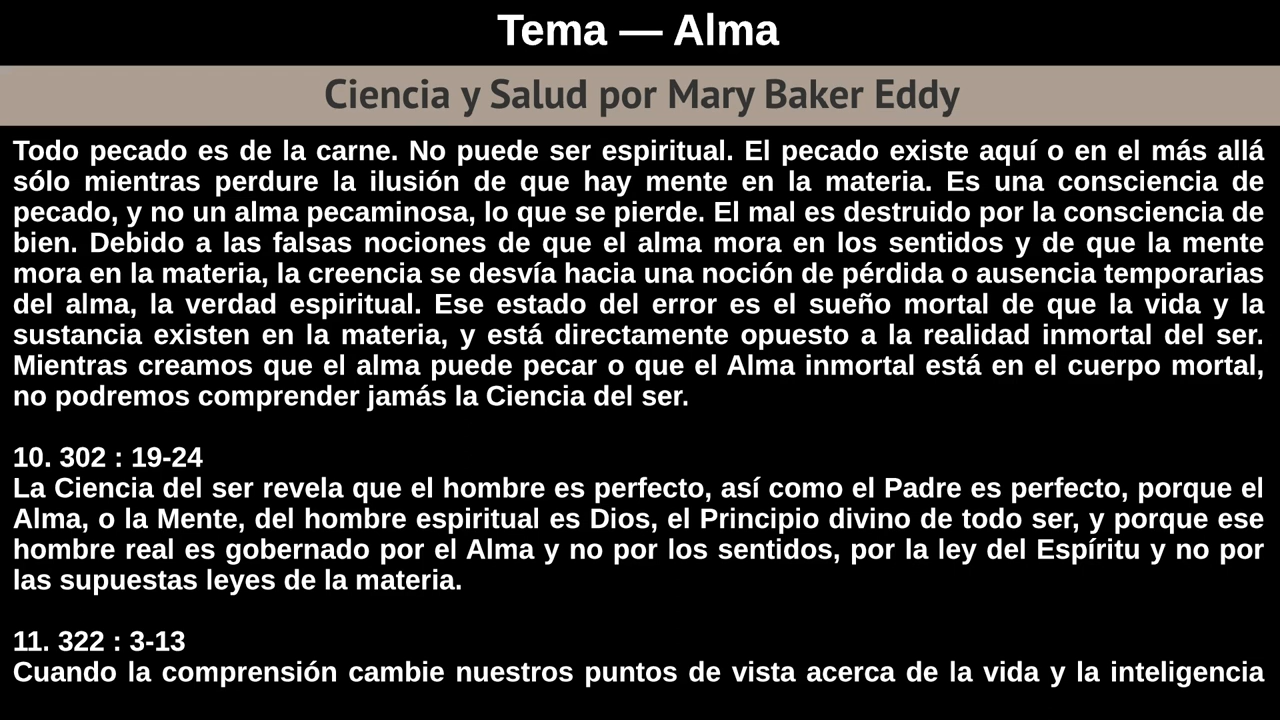 Tema — Alma
Ciencia y Salud por Mary Baker Eddy
Todo pecado es de la carne. No puede ser espiritual. El pecado existe aquí o en el más allá
sólo mientras perdure la ilusión de que hay mente en la materia. Es una consciencia de
pecado, y no un alma pecaminosa, lo que se pierde. El mal es destruido por la consciencia de
bien. Debido a las falsas nociones de que el alma mora en los sentidos y de que la mente
mora en la materia, la creencia se desvía hacia una noción de pérdida o ausencia temporarias
del alma, la verdad espiritual. Ese estado del error es el sueño mortal de que la vida y la
sustancia existen en la materia, y está directamente opuesto a la realidad inmortal del ser.
Mientras creamos que el alma puede pecar o que el Alma inmortal está en el cuerpo mortal,
no podremos comprender jamás la Ciencia del ser.
10. 302 : 19-24
La Ciencia del ser revela que el hombre es perfecto, así como el Padre es perfecto, porque el
Alma, o la Mente, del hombre espiritual es Dios, el Principio divino de todo ser, y porque ese
hombre real es gobernado por el Alma y no por los sentidos, por la ley del Espíritu y no por
las supuestas leyes de la materia.
11. 322 : 3-13
Cuando la comprensión cambie nuestros puntos de vista acerca de la vida y la inteligencia